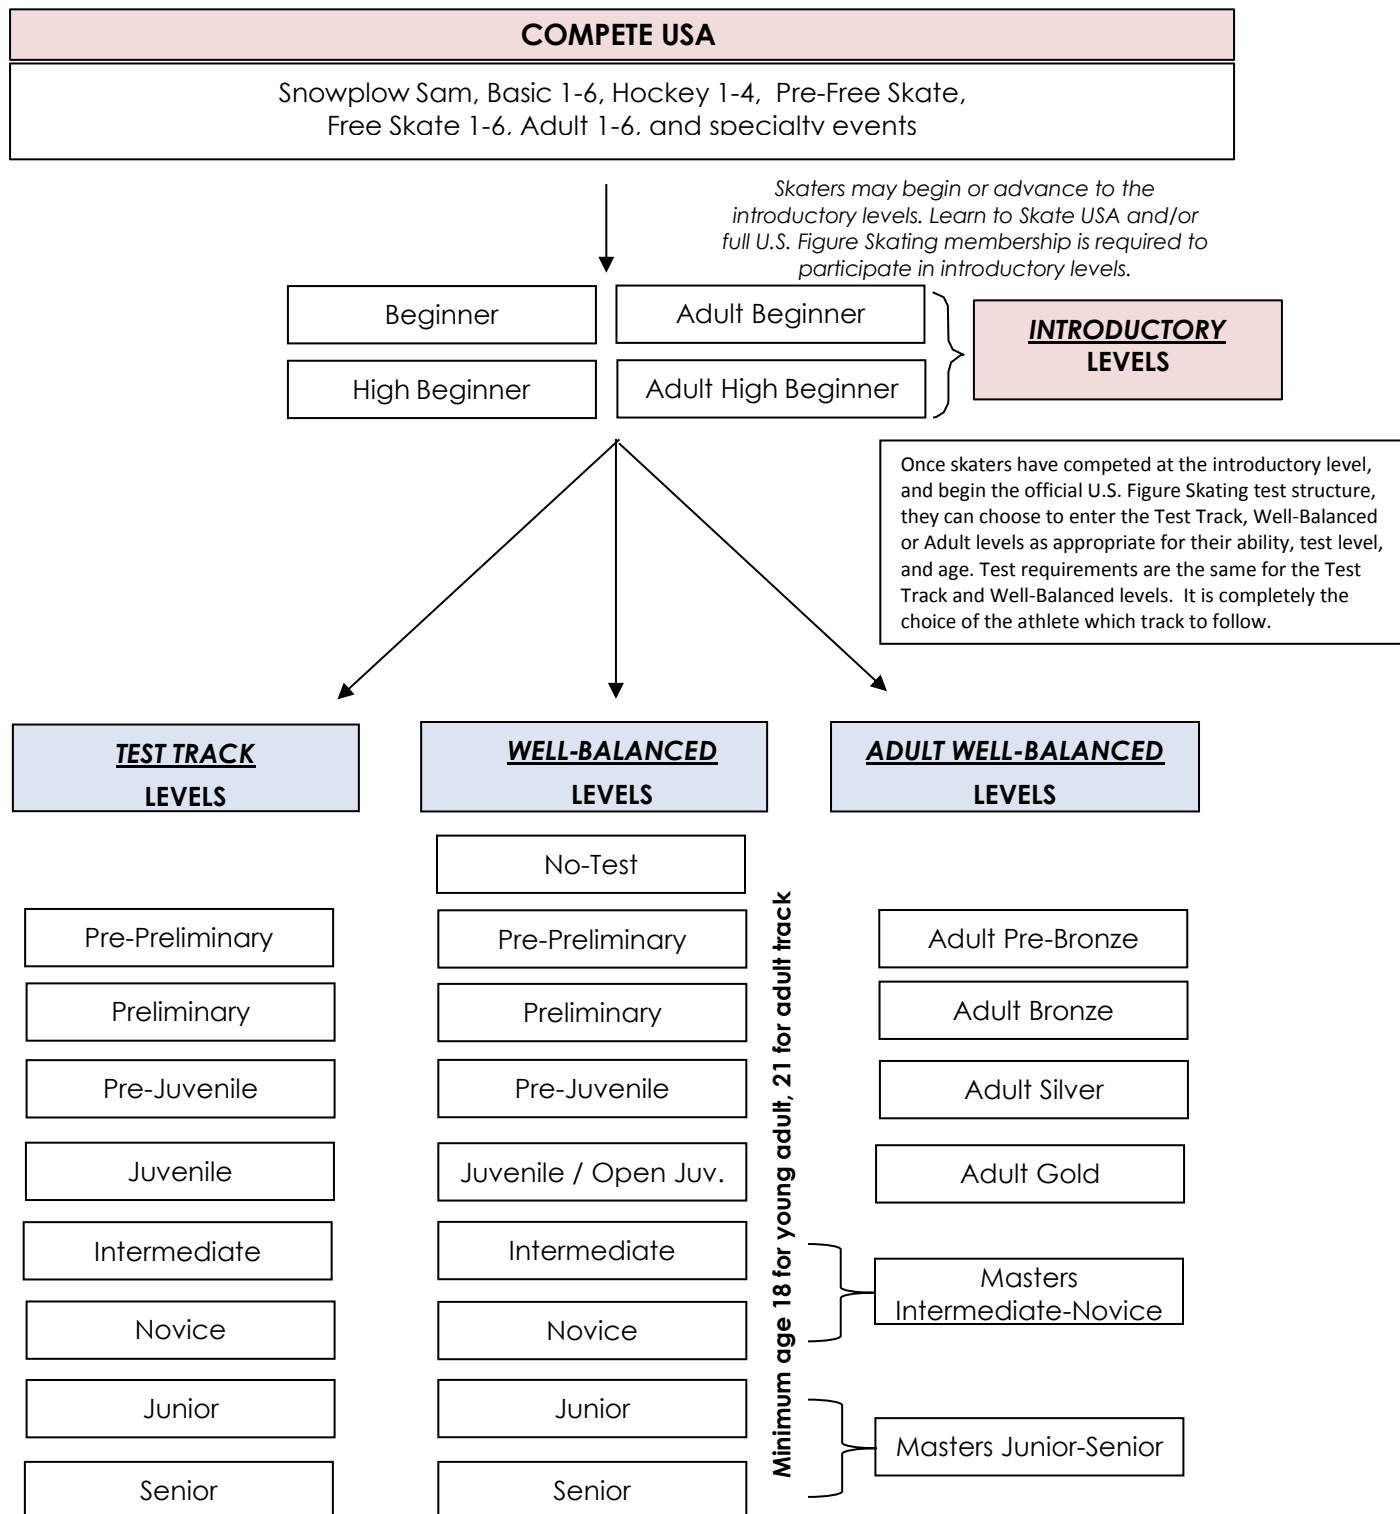 COMPETE USA
Snowplow Sam, Basic 1-6, Hockey 1-4, Pre-Free Skate,
Free Skate 1-6, Adult 1-6, and specialty events
Skaters may begin or advance to the
introductory levels. Learn to Skate USA and/or
full U.S. Figure Skating membership is required to
participate in introductory levels.
Beginner
Adult Beginner
High Beginner
Adult High Beginner
INTRODUCTORY
LEVELS
Once skaters have competed at the introductory level,
and begin the official U.S. Figure Skating test structure,
they can choose to enter the Test Track, Well-Balanced
or Adult levels as appropriate for their ability, test level,
and age. Test requirements are the same for the Test
Track and Well-Balanced levels. It is completely the
choice of the athlete which track to follow.
TEST TRACK
LEVELS
Pre-Preliminary
Preliminary
Pre-Juvenile
Juvenile
Intermediate
Novice
Junior
Senior
WELL-BALANCED
LEVELS
No-Test
Pre-Preliminary
Preliminary
Pre-Juvenile
Juvenile / Open Juv.
Intermediate
Novice
Junior
Senior
Minimum age 18 for young adult, 21 for adult track
ADULT WELL-BALANCED
LEVELS
Adult Pre-Bronze
Adult Bronze
Adult Silver
Adult Gold
Masters
Intermediate-Novice
Masters Junior-Senior